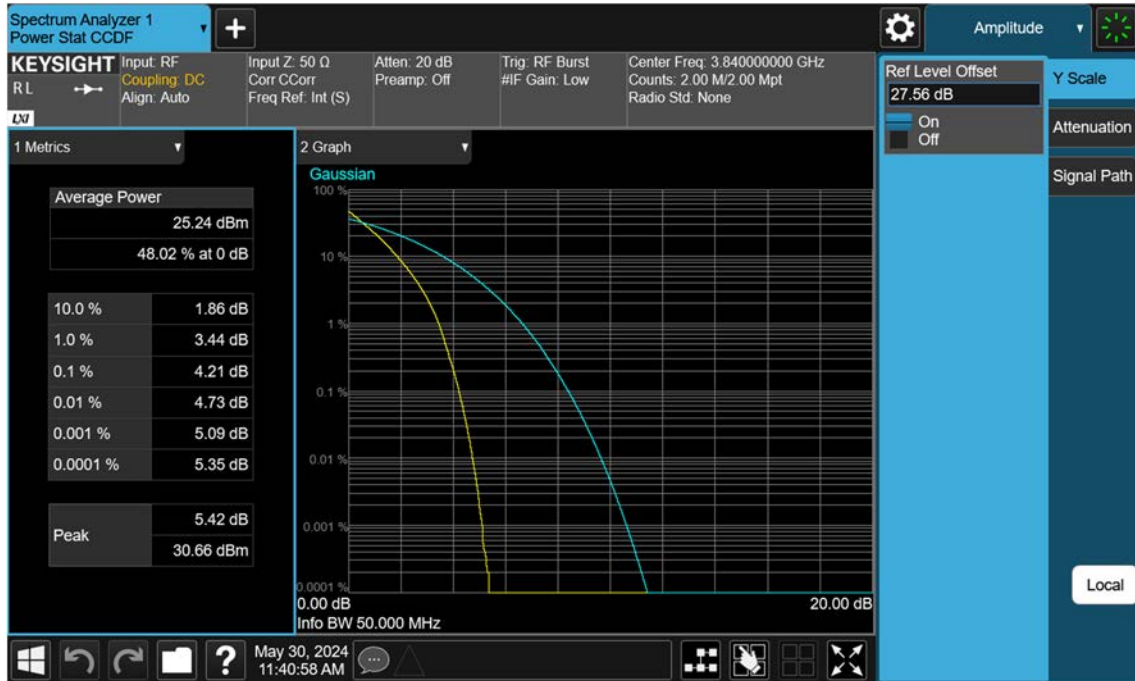 Spectrum Analyzer 1
Power Stat CCDF
Amplitude
KEYSIGHT
R L
LXI
Input: RF
Coupling: DC
Align: Auto
Input Z: 50 Ω
Corr CCorr
Freq Ref: Int (S)
Atten: 20 dB
Preamp: Off
Trig: RF Burst
#IF Gain: Low
Center Freq: 3.840000000 GHz
Counts: 2.00 M/2.00 Mpt
Radio Std: None
Ref Level Offset
27.56 dB
On
Off
Y Scale
Attenuation
Signal Path
1 Metrics
Average Power
25.24 dBm
48.02 % at 0 dB
10.0 % 1.86 dB
1.0 % 3.44 dB
0.1 % 4.21 dB
0.01 % 4.73 dB
0.001 % 5.09 dB
0.0001 % 5.35 dB
Peak
5.42 dB
30.66 dBm
2 Graph
Gaussian
100 %
10 %
1 %
0.1 %
0.01 %
0.001 %
0.0001 %
0.00 dB 20.00 dB
Info BW 50.000 MHz
Local
?
May 30, 2024
11:40:58 AM